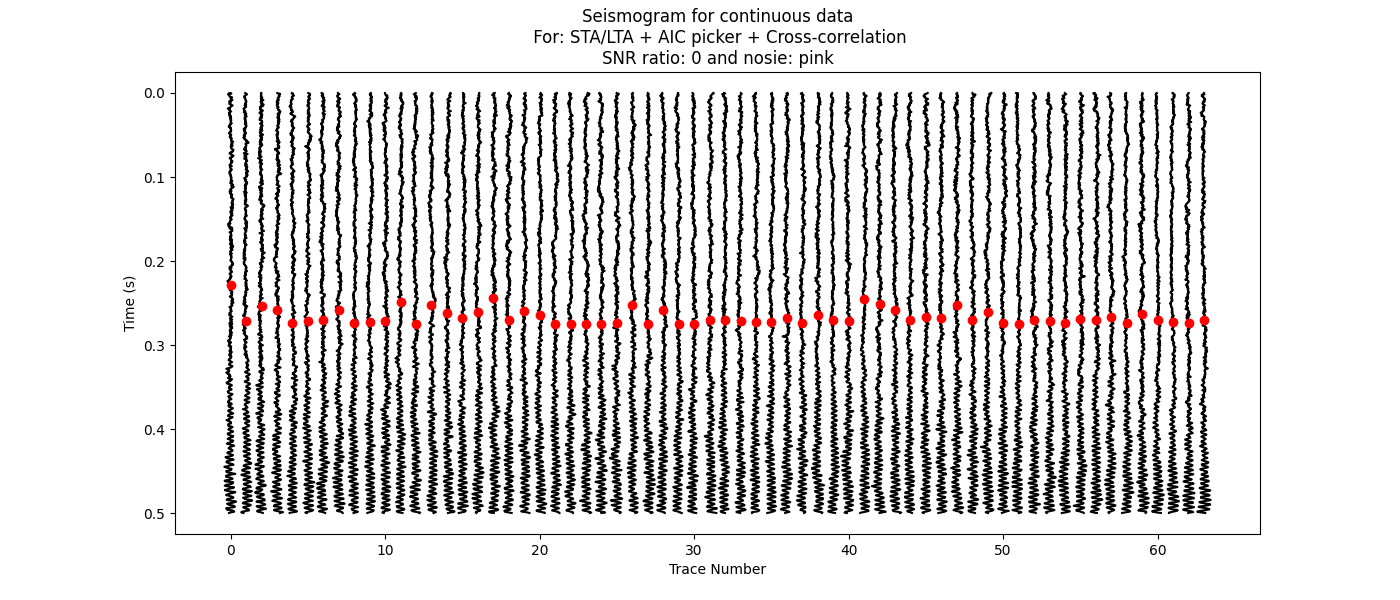 Seismogram for continuous data
For: STA/LTA + AIC picker + Cross-correlation
SNR ratio: 0 and nosie: pink
0.0
0.1
0.2
0.3
0.4
0.5
Time (s)
0 10 20 30 40 50 60
Trace Number